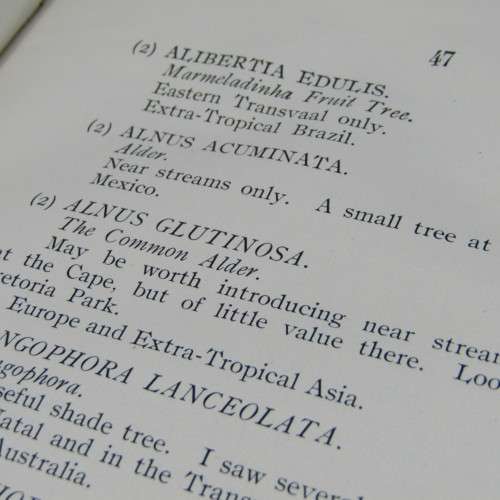 47
(2) ALIBERTIA EDULIS.
Marmeladinha Fruit Tree.
Eastern Transvaal only.
Extra-Tropical Brazil.
(2) ALNUS ACUMINATA.
Alder.
Near streams only. A small tree at
Mexico.
(2) ALNUS GLUTINOSA.
The Common Alder.
May be worth introducing near stream
at the Cape, but of little value there. Loo
retoria Park.
Europe and Extra-Tropical Asia.
NGOPHORA LANCEOLATA.
ngophora.
seful shade tree. I saw sever
Natal and in the Trans
Australia.